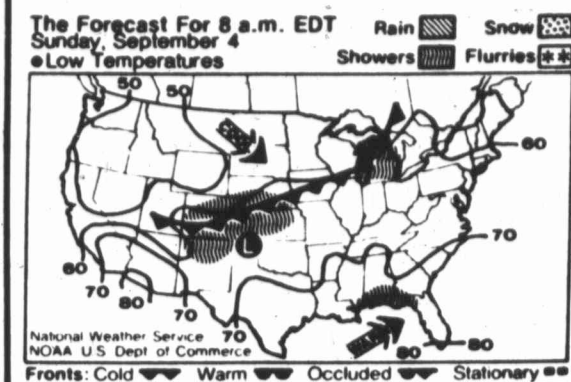 The Forecast For 8 a.m. EDT
Sunday, September 4
●Low Temperatures
Rain Snow
Showers Flurries
50 50
60
70
60
70
80
70
70
80 80
L
National Weather Service
NOAA U S Dept of Commerce
Fronts: Cold Warm Occluded Stationary